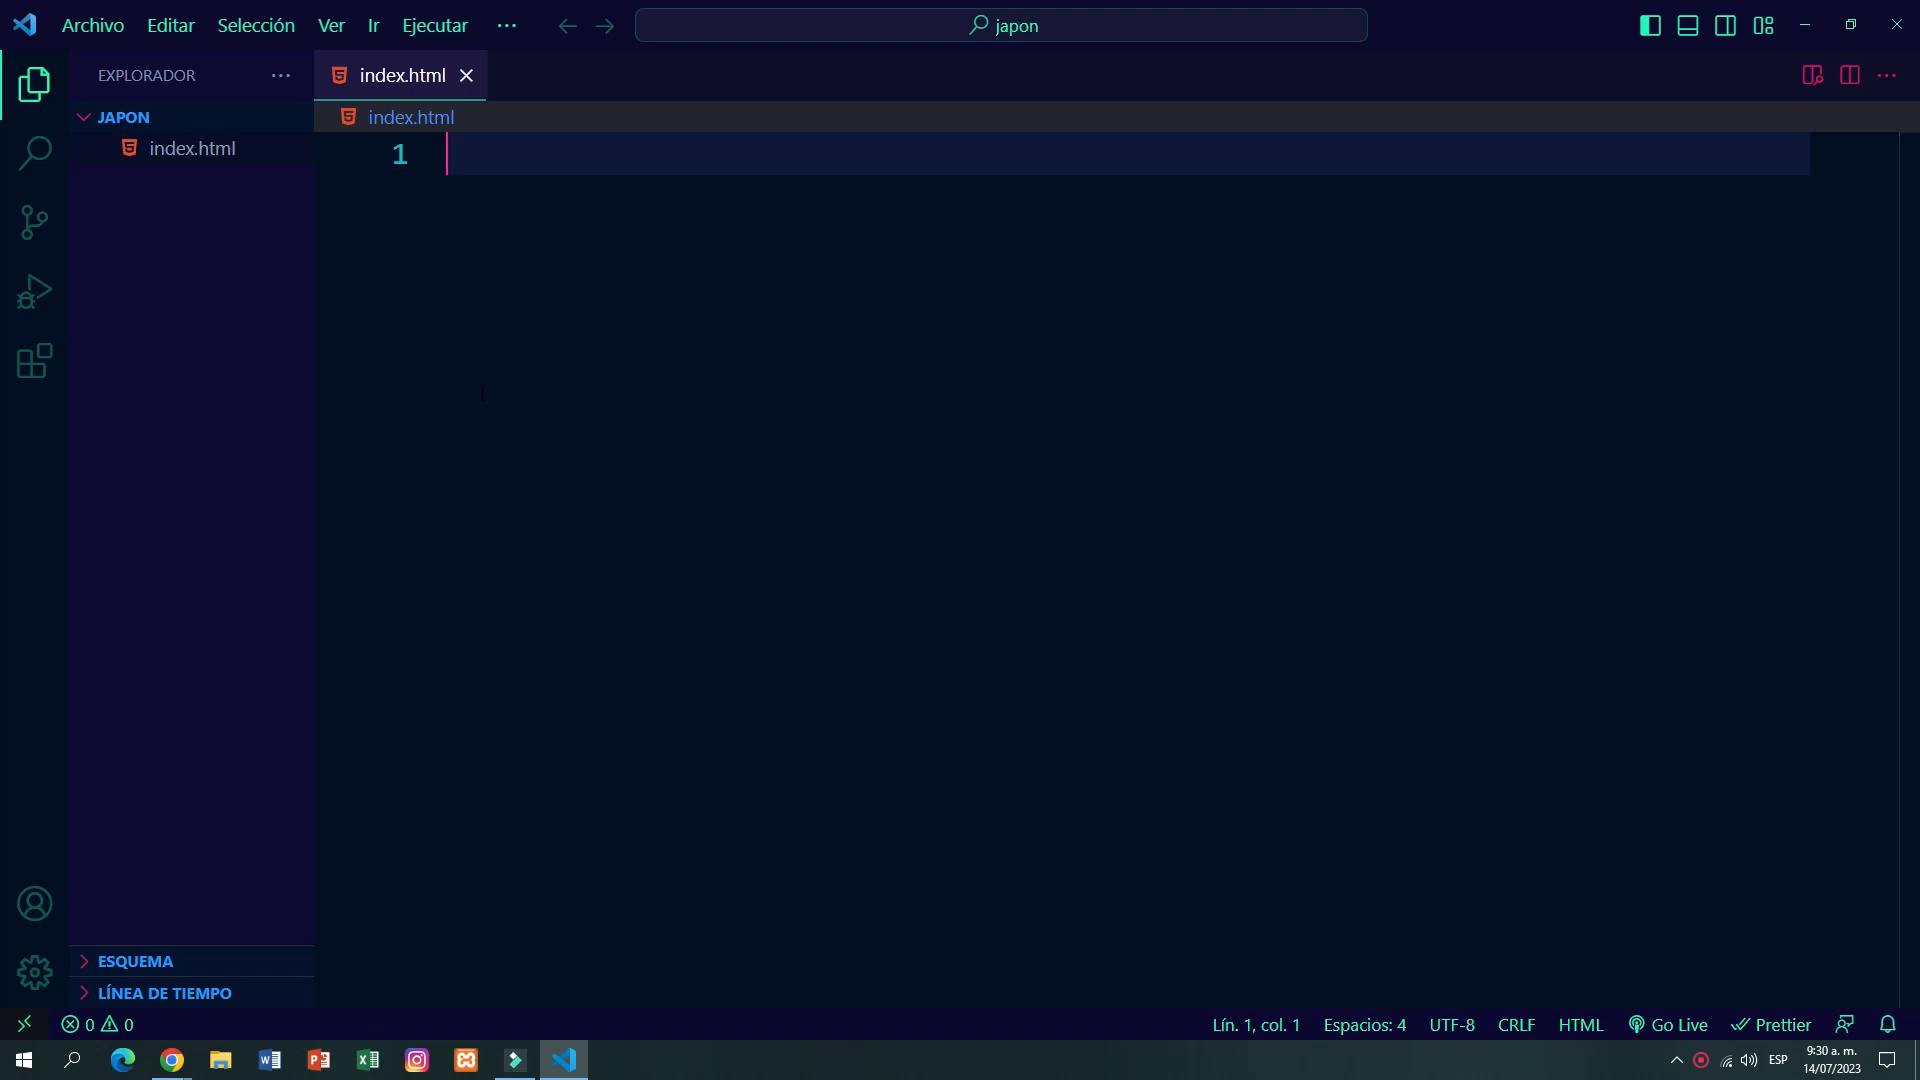 Archivo Editar Selección Ver Ir Ejecutar ··· japon
EXPLORADOR ··· index.html
JAPON index.html
index.html 1
ESQUEMA
LÍNEA DE TIEMPO
0 0 Lín. 1, col. 1 Espacios: 4 UTF-8 CRLF HTML Go Live Prettier
ESP 9:30 a. m.
14/07/2023